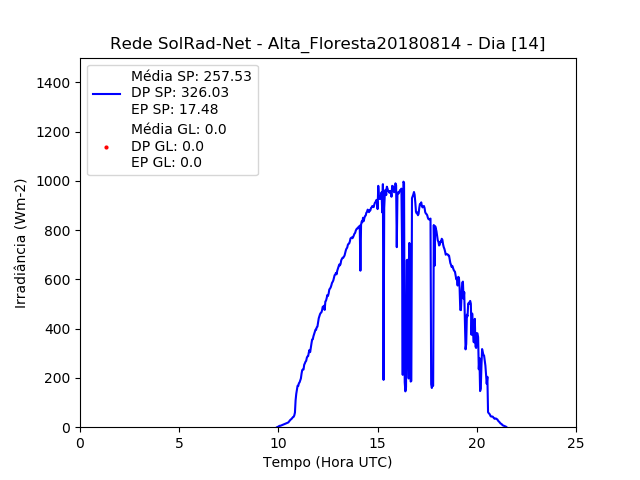 Rede SolRad-Net - Alta_Floresta20180814 - Dia [14]
Média SP: 257.53
DP SP: 326.03
EP SP: 17.48
Média GL: 0.0
DP GL: 0.0
EP GL: 0.0
Irradiância (Wm-2)
1400
1200
1000
800
600
400
200
0
0 5 10 15 20 25
Tempo (Hora UTC)